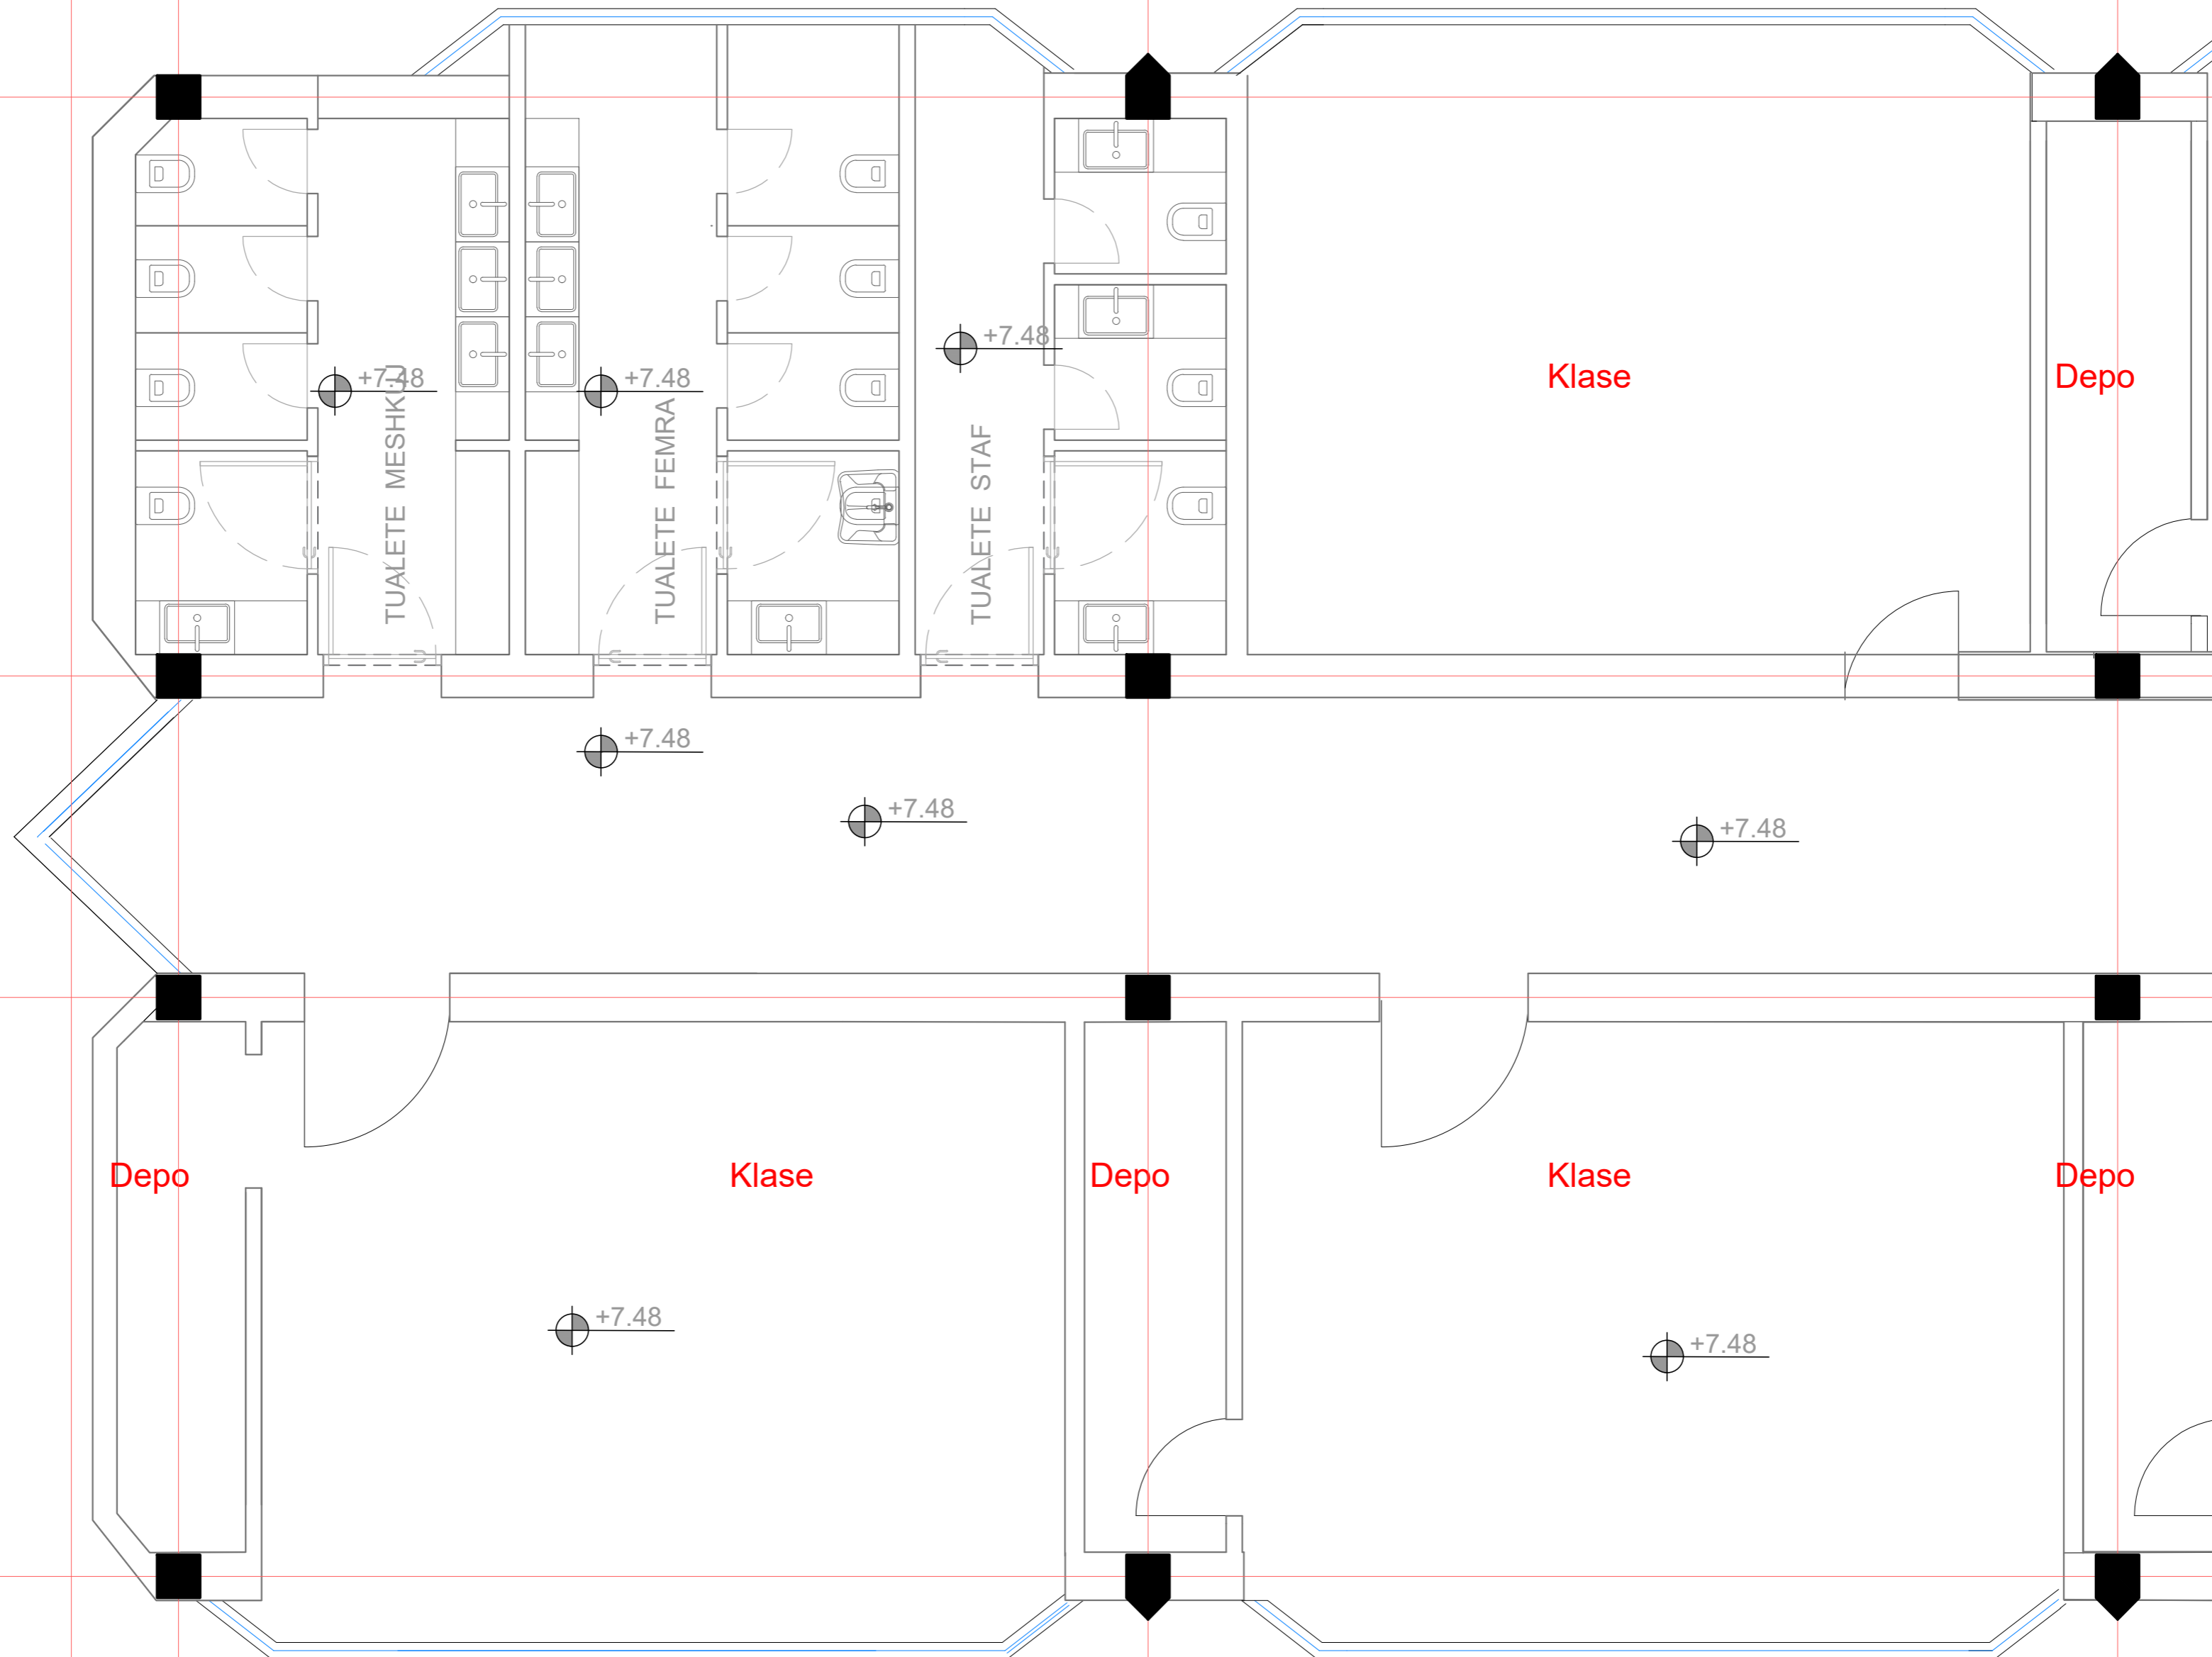 +7.48
Klase
Depo
+7.48
+7.48
TUALETE MESHKUJ
TUALETE FEMRA
TUALETE STAF
+7.48
+7.48
+7.48
Depo
Klase
Depo
Klase
Depo
+7.48
+7.48